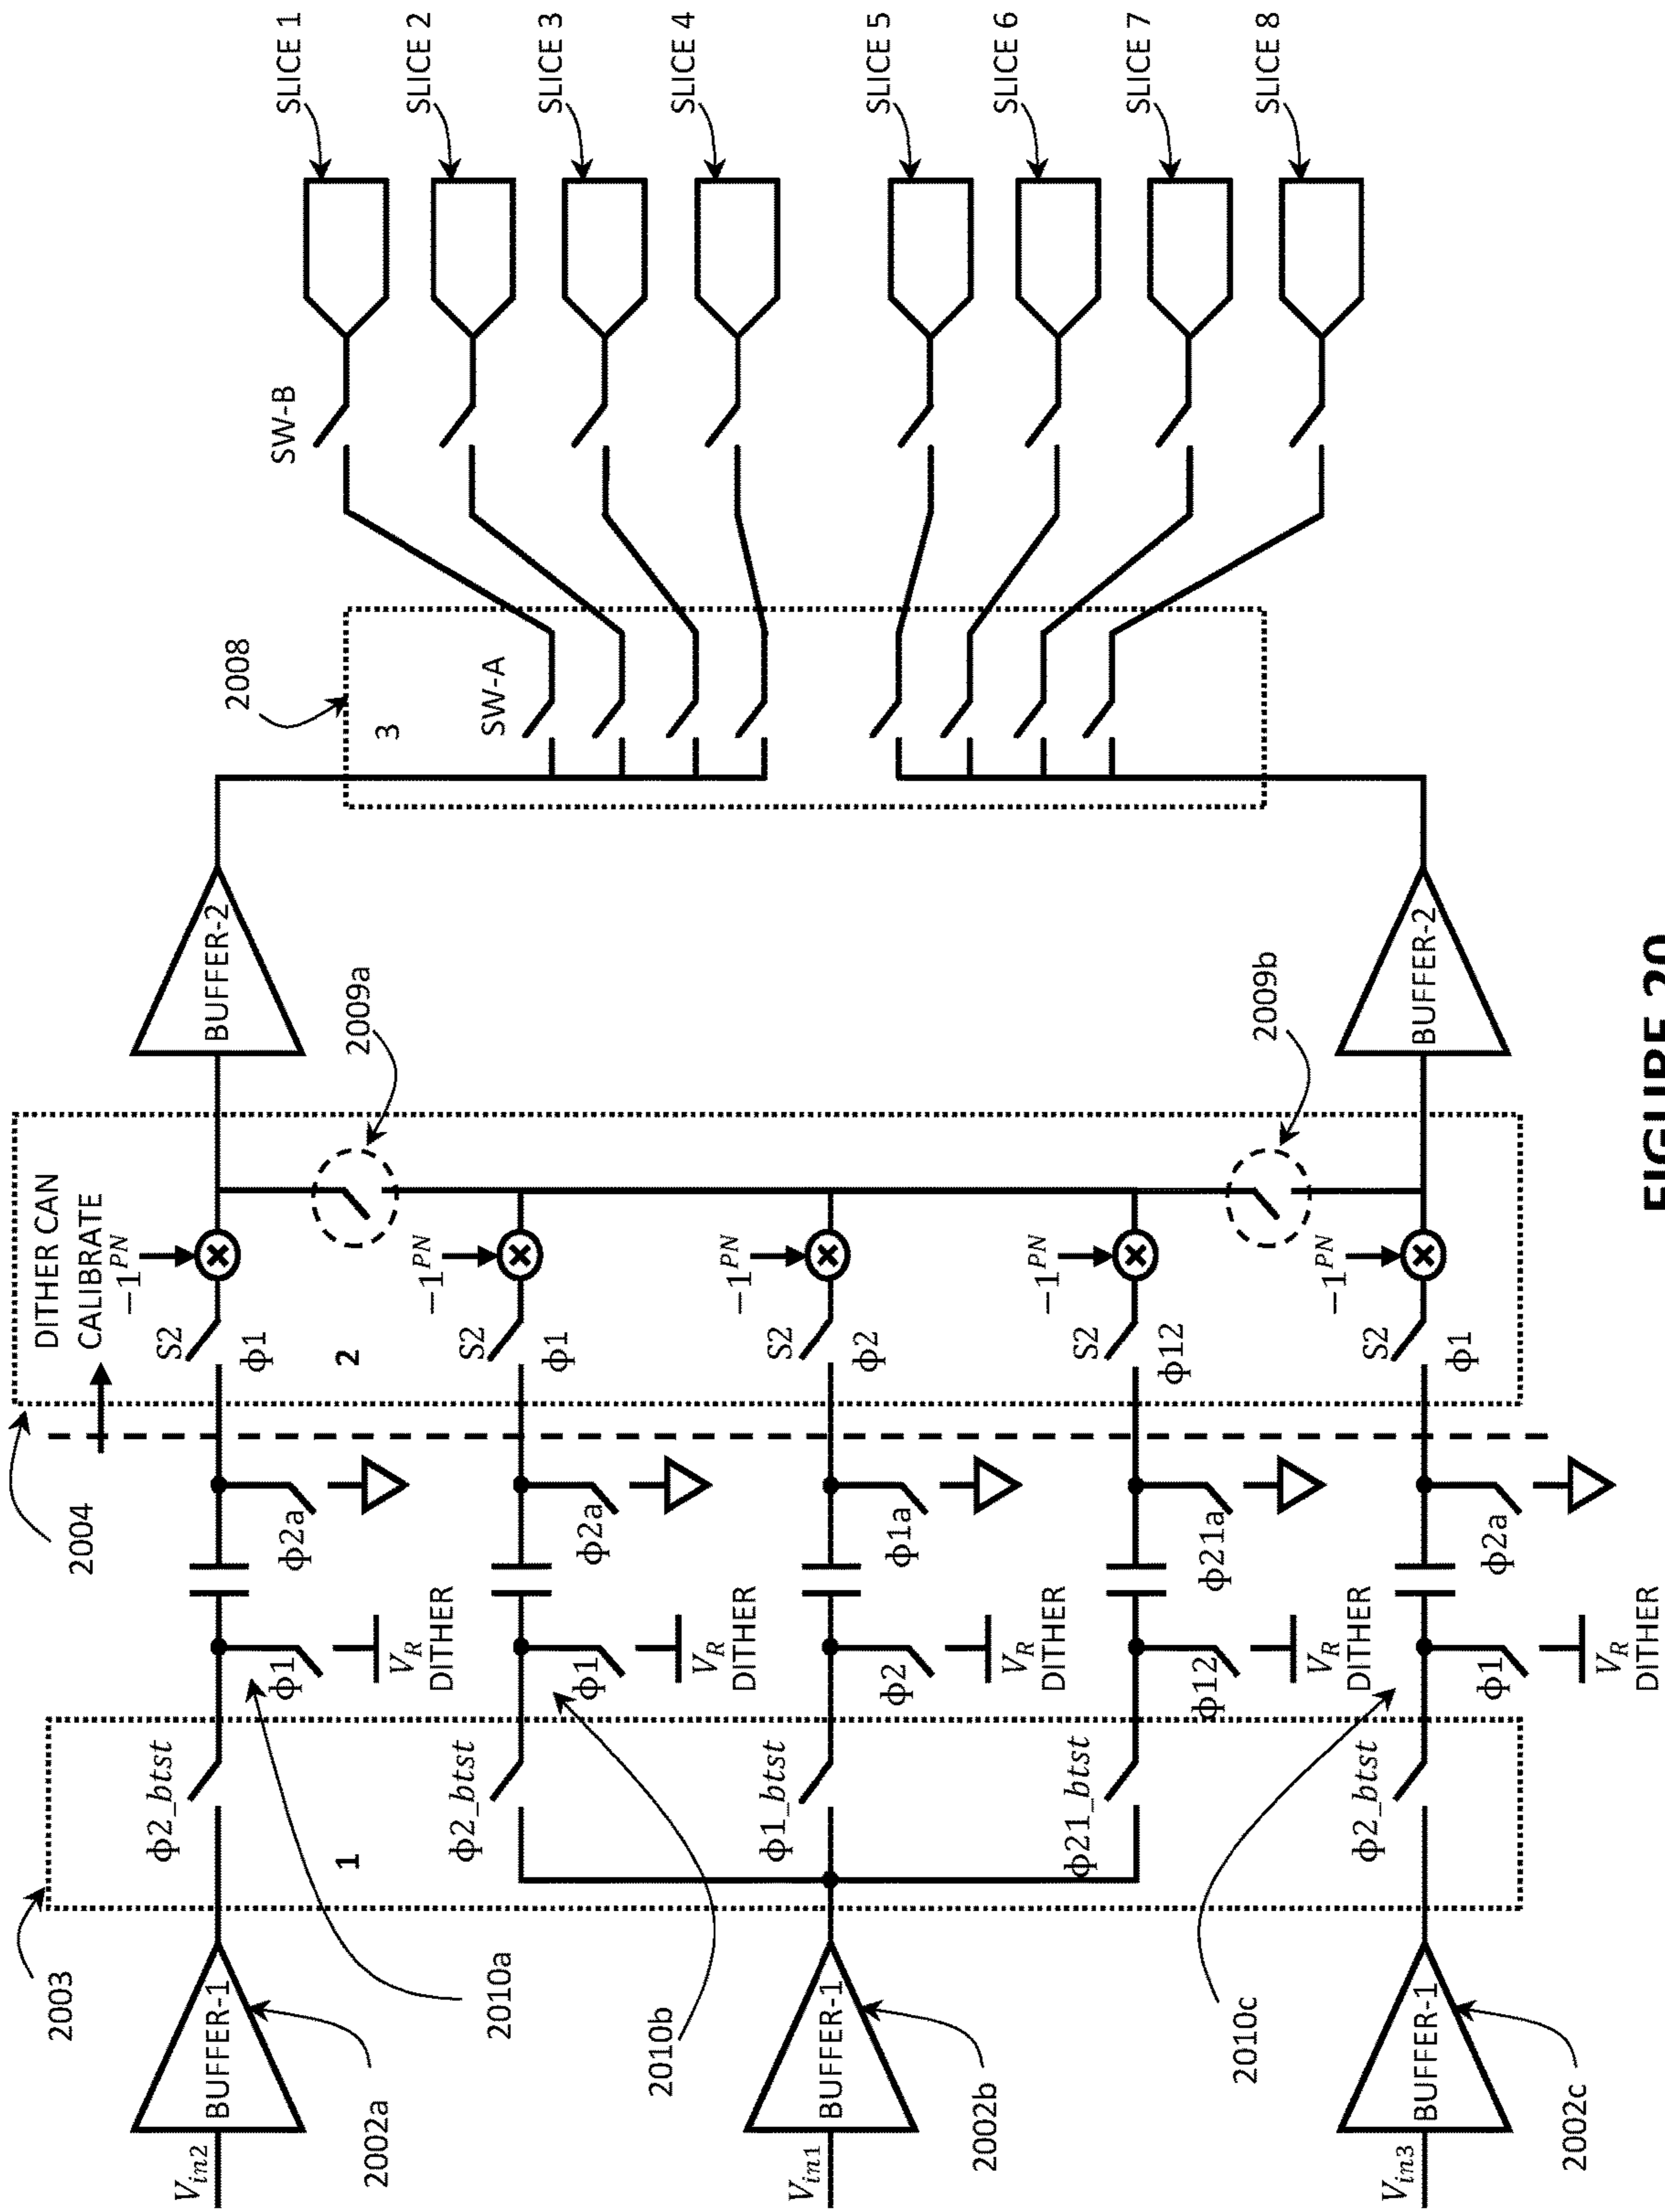 2003
2004
DITHER CAN
CALIBRATE
2008
V_in2
BUFFER-1
2002a
ϕ2_btst
2010a
ϕ1
V_R
DITHER
ϕ2a
S2
ϕ1
−1^PN
2009a
BUFFER-2
1
2
3
SW-A
SW-B
SLICE 1
SLICE 2
SLICE 3
SLICE 4
ϕ2_btst
2010b
ϕ1
V_R
DITHER
ϕ2a
S2
ϕ1
−1^PN
V_in1
BUFFER-1
2002b
ϕ1_btst
ϕ2
V_R
DITHER
ϕ1a
S2
ϕ2
−1^PN
SLICE 5
SLICE 6
SLICE 7
SLICE 8
ϕ21_btst
ϕ12
V_R
DITHER
ϕ21a
S2
ϕ12
−1^PN
2009b
V_in3
BUFFER-1
2002c
ϕ2_btst
2010c
ϕ1
V_R
DITHER
ϕ2a
S2
ϕ1
−1^PN
BUFFER-2
FIGURE 20